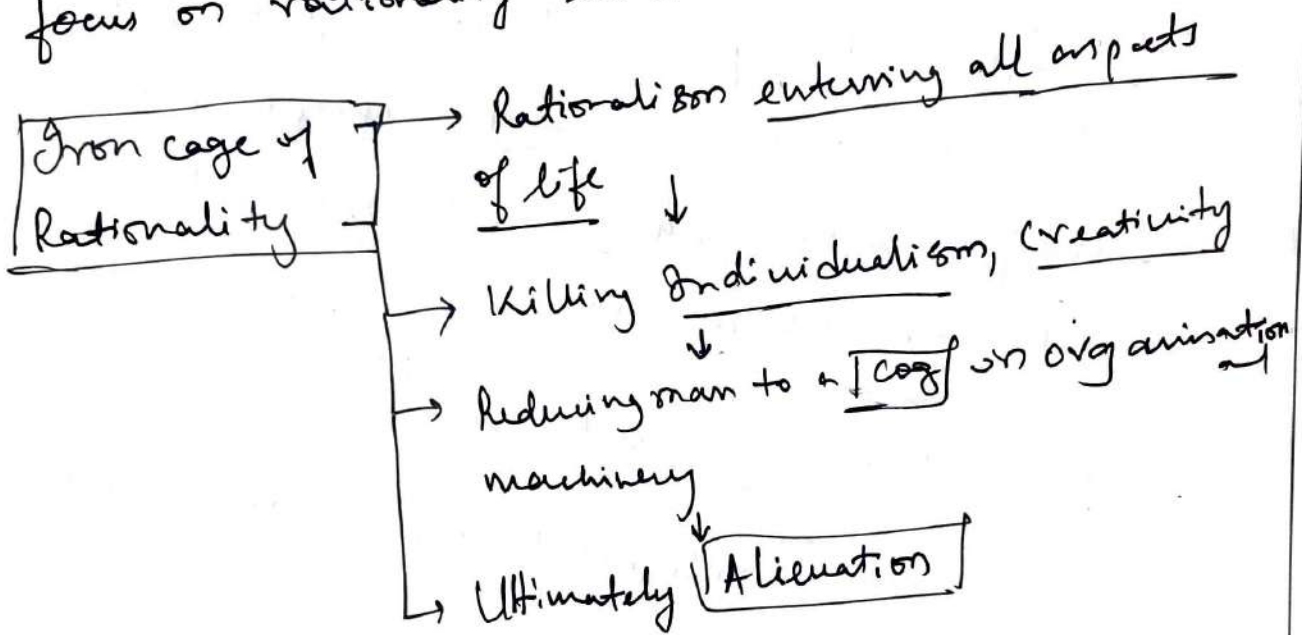 focus on
Iron cage of
Rationality
Rationalism entering all aspects
of life
Killing Individualism, Creativity
Reducing man to a cog in organisational
machinery
Ultimately Alienation